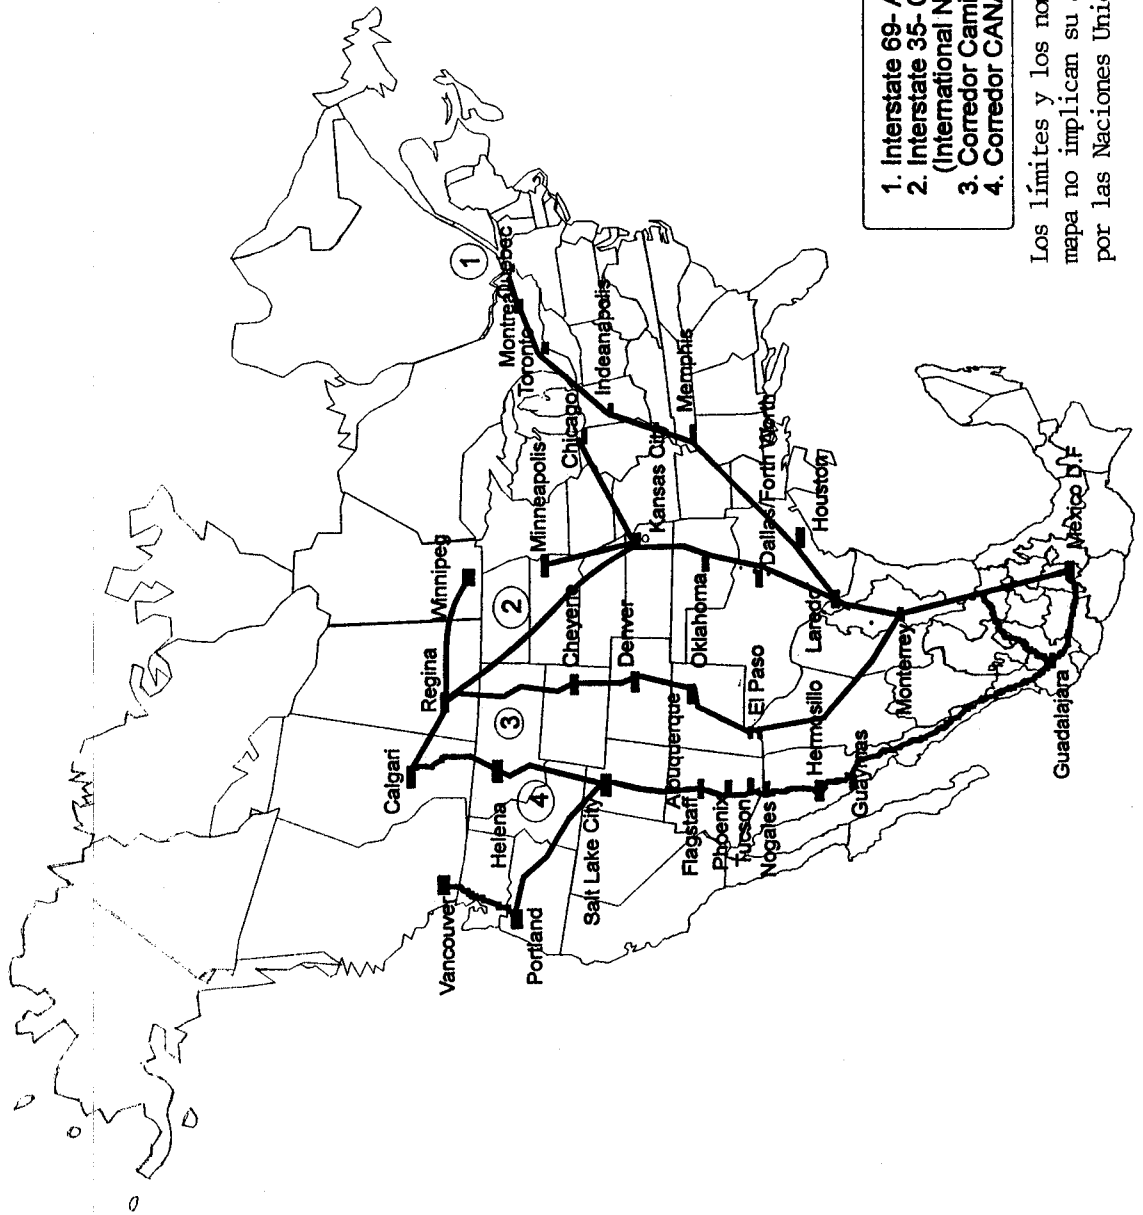 1
2
3
4
Calgari
Regina
Winnipeg
Vancouver
Portland
Helena
Minneapolis
Toronto
Montreal
Quebec
Cheyene
Chicago
Indeanapolis
Salt Lake City
Denver
Kansas City
Memphis
Flagstaff
Albuquerque
Oklahoma
Phoenix
Tucson
Nogales
El Paso
Dallas/Forth Worth
Hermosillo
Laredo
Houston
Guaymas
Monterrey
Guadalajara
Mexico D.F
1. Interstate 69- A
2. Interstate 35- C
(International N
3. Corredor Cami
4. Corredor CANA
Los límites y los no
mapa no implican su
por las Naciones Uni